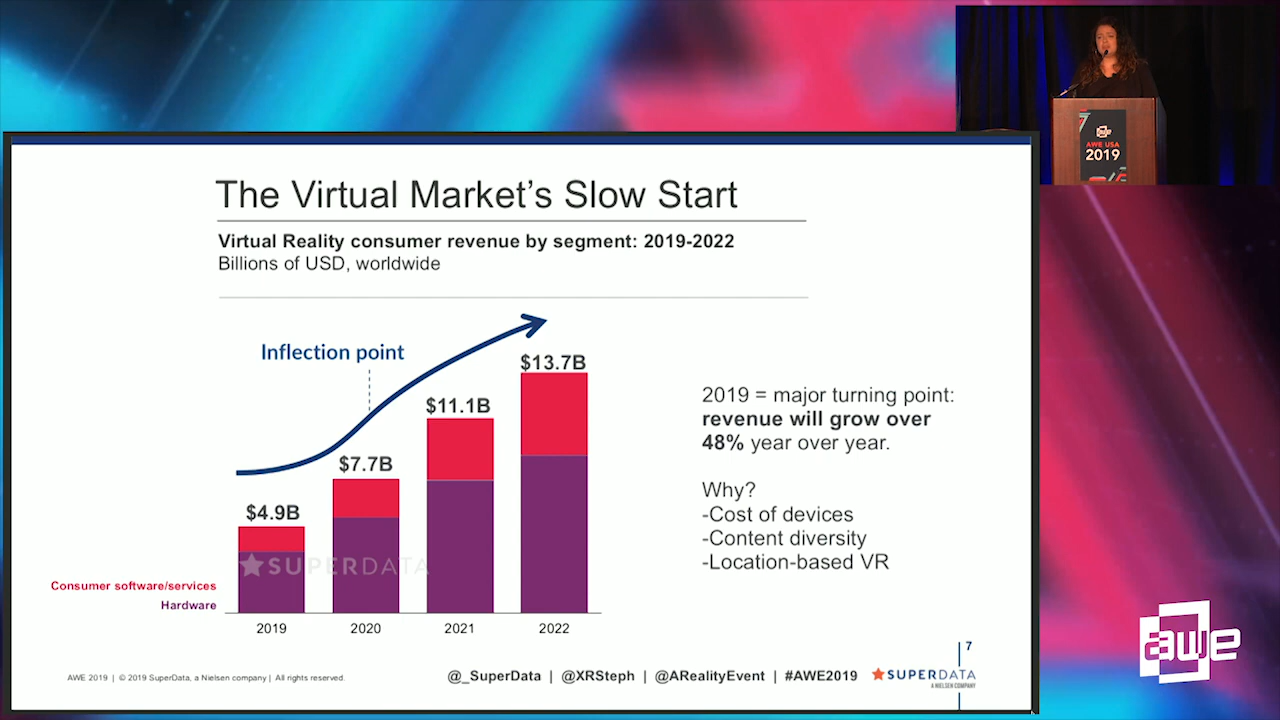 AWE USA
2019
The Virtual Market's Slow Start
Virtual Reality consumer revenue by segment: 2019-2022
Billions of USD, worldwide
Inflection point
$13.7B
$11.1B
$7.7B
$4.9B
SUPERDATA
Consumer software/services
Hardware
2019 2020 2021 2022
2019 = major turning point:
revenue will grow over
48% year over year.
Why?
-Cost of devices
-Content diversity
-Location-based VR
7
AWE 2019 | © 2019 SuperData, a Nielsen company | All rights reserved.
@_SuperData | @XRSteph | @ARealityEvent | #AWE2019
SUPERDATA
A NIELSEN COMPANY
awe